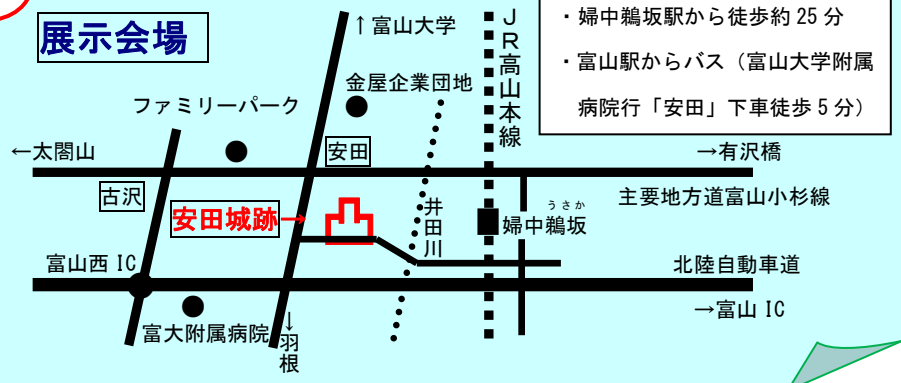 展示会場
↑富山大学
JR高山本線
・婦中鵜坂駅から徒歩約25分
・富山駅からバス（富山大学附属
病院行「安田」下車徒歩5分）
金屋企業団地
ファミリーパーク
←太閤山
安田
→有沢橋
古沢
主要地方道富山小杉線
安田城跡→
井田川
うさか
婦中鵜坂
富山西IC
北陸自動車道
→富山IC
富大附属病院
↓羽根